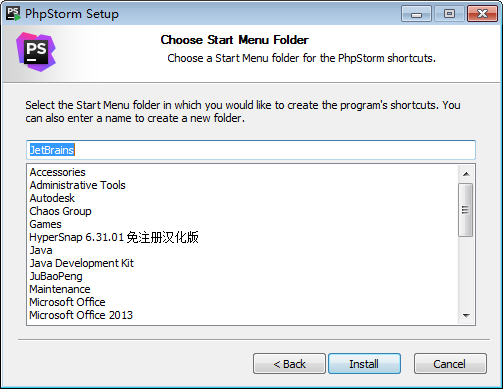 PS PhpStorm Setup
PS
Choose Start Menu Folder
Choose a Start Menu folder for the PhpStorm shortcuts.
Select the Start Menu folder in which you would like to create the program's shortcuts. You
can also enter a name to create a new folder.
JetBrains
Accessories
Administrative Tools
Autodesk
Chaos Group
Games
HyperSnap 6.31.01 免注册汉化版
Java
Java Development Kit
JuBaoPeng
Maintenance
Microsoft Office
Microsoft Office 2013
< Back Install Cancel